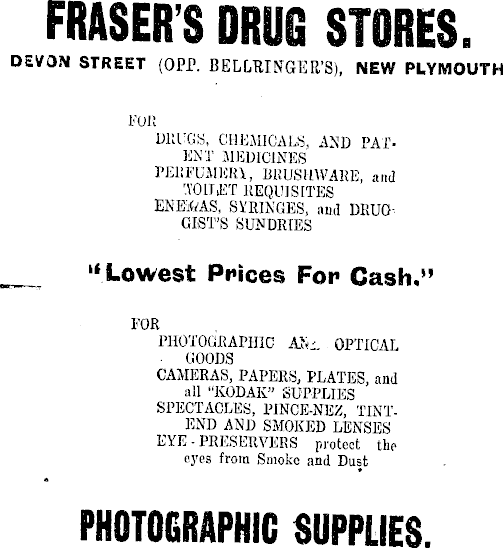 FRASER'S DRUG STORES.
DEVON STREET (OPP. BELLRINGER'S), NEW PLYMOUTH
FOR
DRUGS, CHEMICALS, AND PAT-
ENT MEDICINES
PERFUMERY, BRUSHWARE, and
TOILET REQUISITES
ENEMAS, SYRINGES, and DRUG-
GIST'S SUNDRIES
"Lowest Prices For Cash."
FOR
PHOTOGRAPHIC AND OPTICAL
GOODS
CAMERAS, PAPERS, PLATES, and
all "KODAK" SUPPLIES
SPECTACLES, PINCE-NEZ, TINT-
END AND SMOKED LENSES
EYE-PRESERVERS protect the
eyes from Smoke and Dust
PHOTOGRAPHIC SUPPLIES.